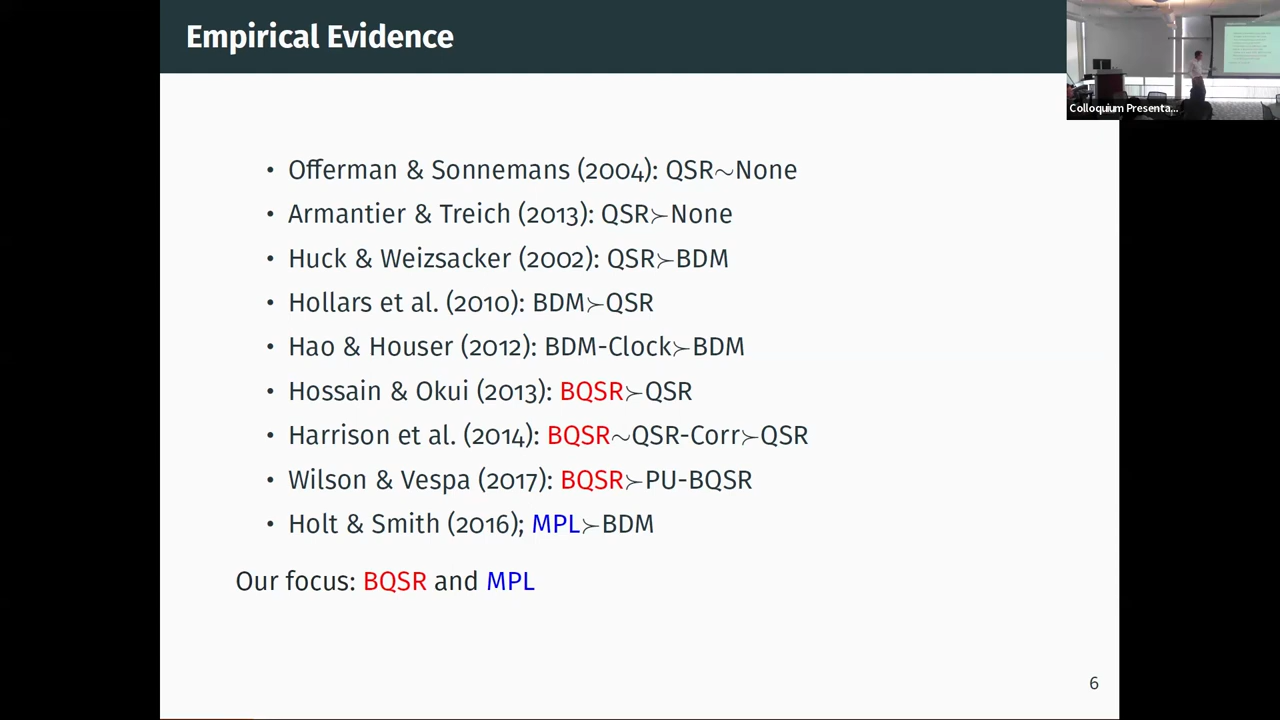 Empirical Evidence
Colloquium Presenta...
• Offerman & Sonnemans (2004): QSR∼None
• Armantier & Treich (2013): QSR≻None
• Huck & Weizsacker (2002): QSR≻BDM
• Hollars et al. (2010): BDM≻QSR
• Hao & Houser (2012): BDM-Clock≻BDM
• Hossain & Okui (2013): BQSR≻QSR
• Harrison et al. (2014): BQSR∼QSR-Corr≻QSR
• Wilson & Vespa (2017): BQSR≻PU-BQSR
• Holt & Smith (2016); MPL≻BDM
Our focus: BQSR and MPL
6